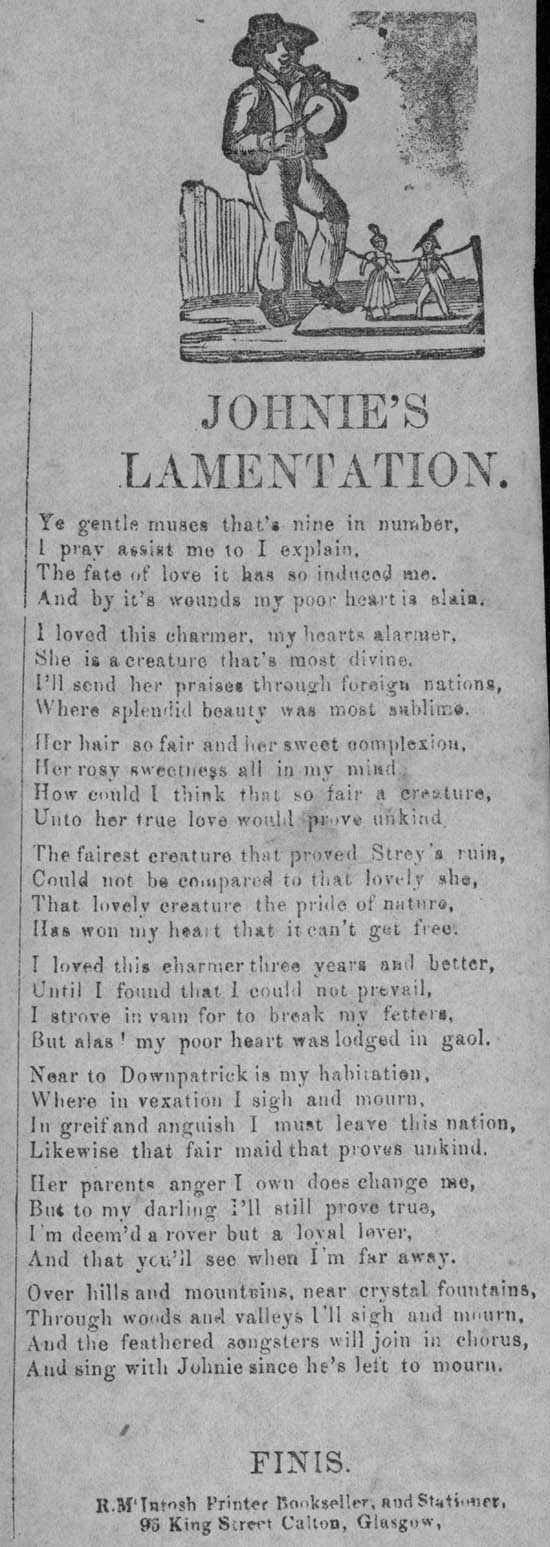 JOHNIE'S
LAMENTATION.
Ye gentle muses that's nine in number,
I pray assist me to I explain,
The fate of love it has so induced me.
And by it's wounds my poor heart is slain.
I loved this charmer, my hearts alarmer,
She is a creature that's most divine.
I'll send her praises through foreign nations,
Where splendid beauty was most sublime.
Her hair so fair and her sweet complexion,
Her rosy sweetness all in my mind,
How could I think that so fair a creature,
Unto her true love would prove unkind.
The fairest creature that proved Strey's ruin,
Could not be compared to that lovely she,
That lovely creature the pride of nature,
Has won my heart that it can't get free.
I loved this charmer three years and better,
Until I found that I could not prevail,
I strove in vain for to break my fetters,
But alas! my poor heart was lodged in gaol.
Near to Downpatrick is my habitation,
Where in vexation I sigh and mourn,
In greif and anguish I must leave this nation,
Likewise that fair maid that proves unkind.
Her parents anger I own does change me,
But to my darling I'll still prove true,
I'm deem'd a rover but a loyal lover,
And that you'll see when I'm far away.
Over hills and mountains, near crystal fountains,
Through woods and valleys I'll sigh and mourn,
And the feathered songsters will join in chorus,
And sing with Johnie since he's left to mourn.
FINIS.
R. M'Intosh Printer Bookseller, and Stationer,
95 King Street Calton, Glasgow,